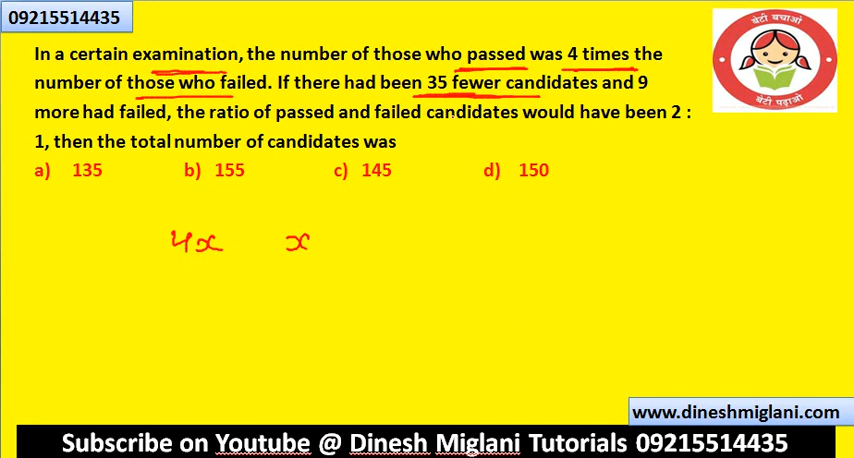 09215514435
बेटी बचाओ
In a certain examination, the number of those who passed was 4 times the
number of those who failed. If there had been 35 fewer candidates and 9
more had failed, the ratio of passed and failed candidates would have been 2 :
1, then the total number of candidates was
बेटी पढ़ाओ
a) 135 b) 155 c) 145 d) 150
4x x
www.dineshmiglani.com
Subscribe on Youtube @ Dinesh Miglani Tutorials 09215514435